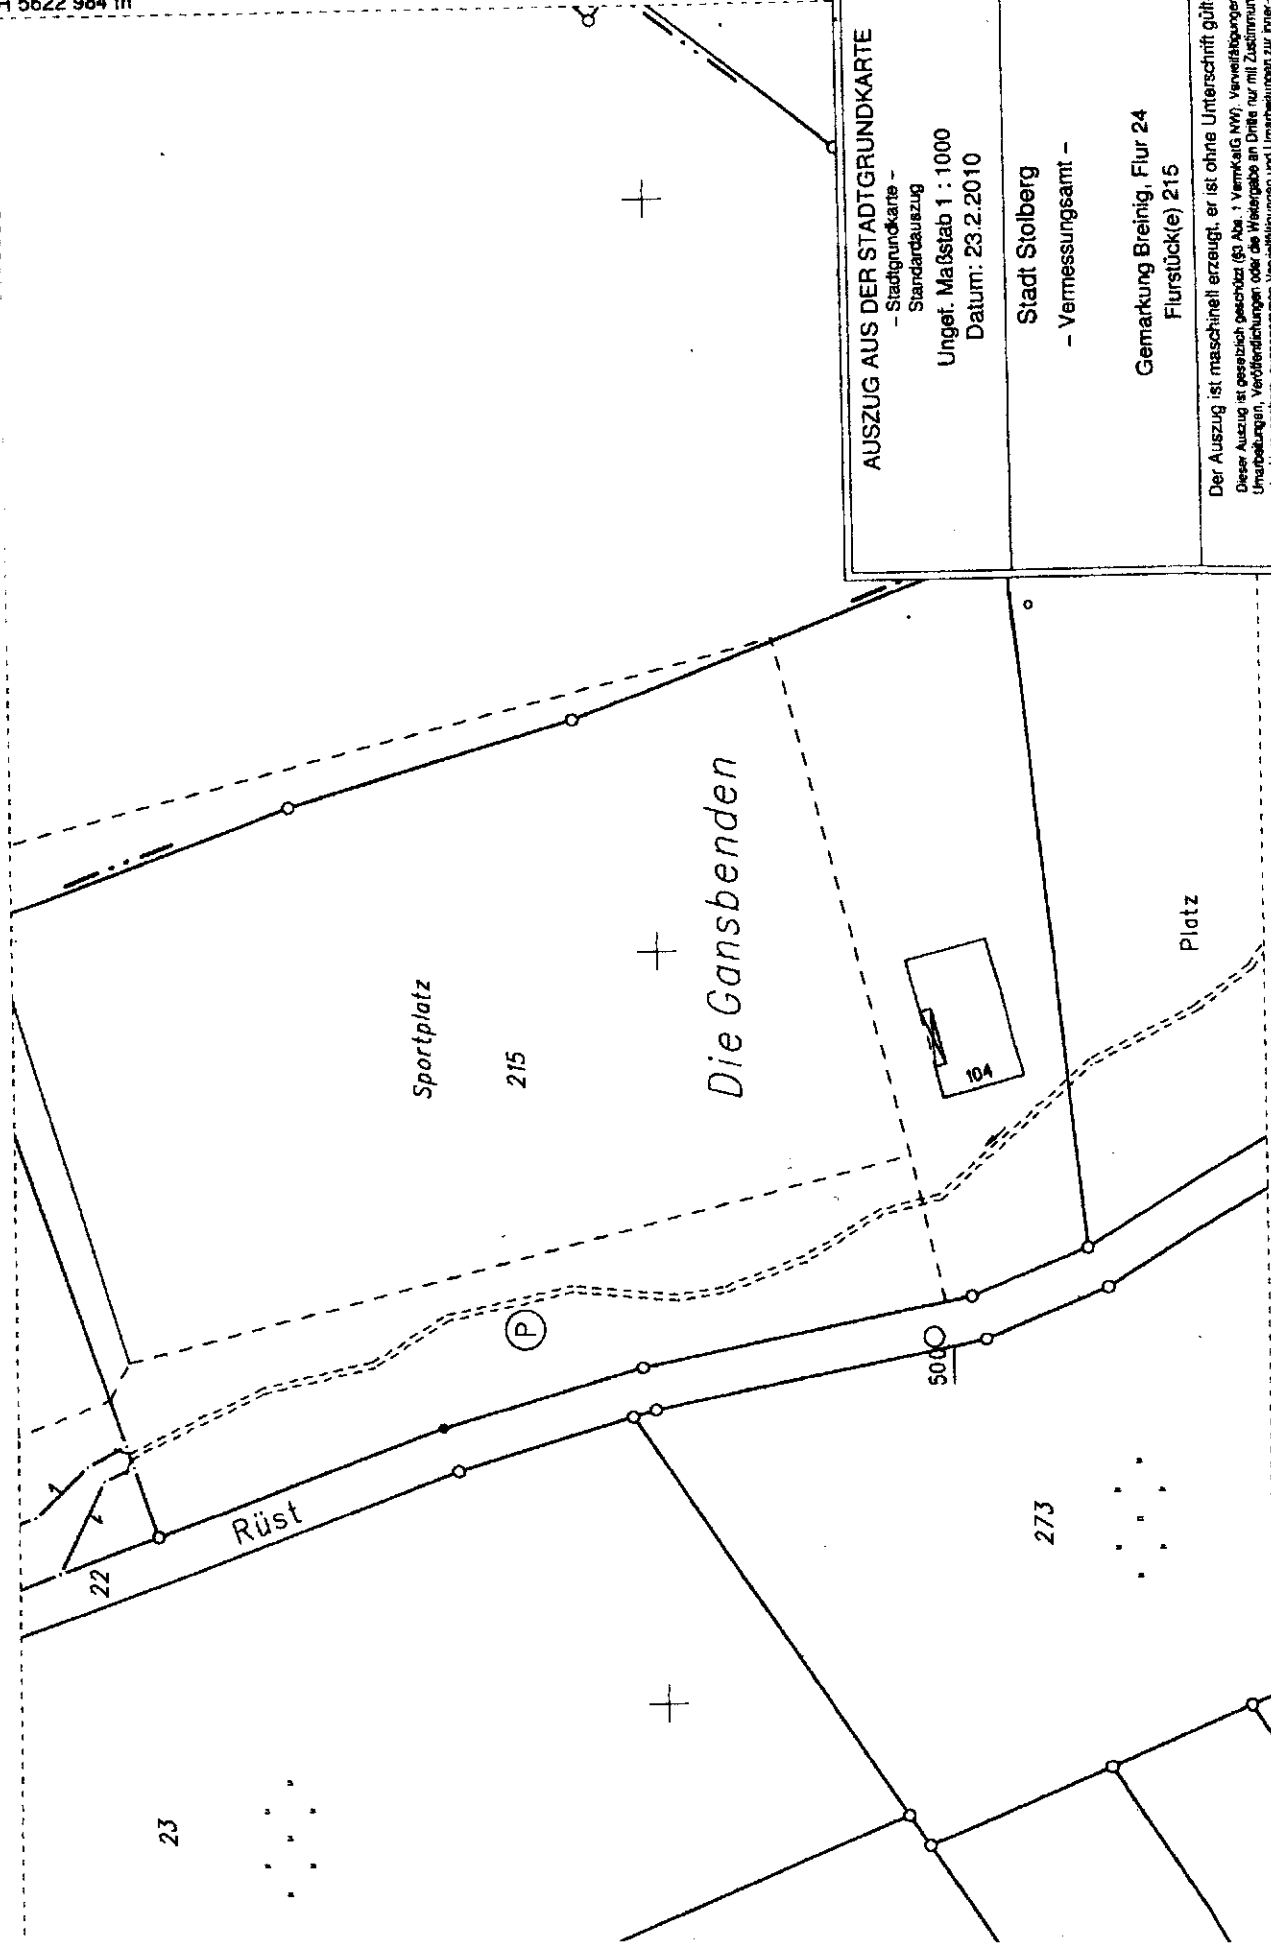 H 5622 984 m
AUSZUG AUS DER STADTGRUNDKARTE
- Stadtgrundkarte -
Standardauszug
Ungef. Maßstab 1 : 1000
Datum: 23.2.2010
Stadt Stolberg
- Vermessungsamt -
Gemarkung Breinig, Flur 24
Flurstück(e) 215
Der Auszug ist maschinell erzeugt, er ist ohne Unterschrift gült
Dieser Auszug ist gesetzlich geschützt (§3 Abs. 1 VermKatG NW). Vervielfältigungen
Umarbeitungen, Veröffentlichungen oder die Weitergabe an Dritte nur mit Zustimmun
Sportplatz
215
Die Gansbenden
104
Platz
P
500
Rüst
22
23
273